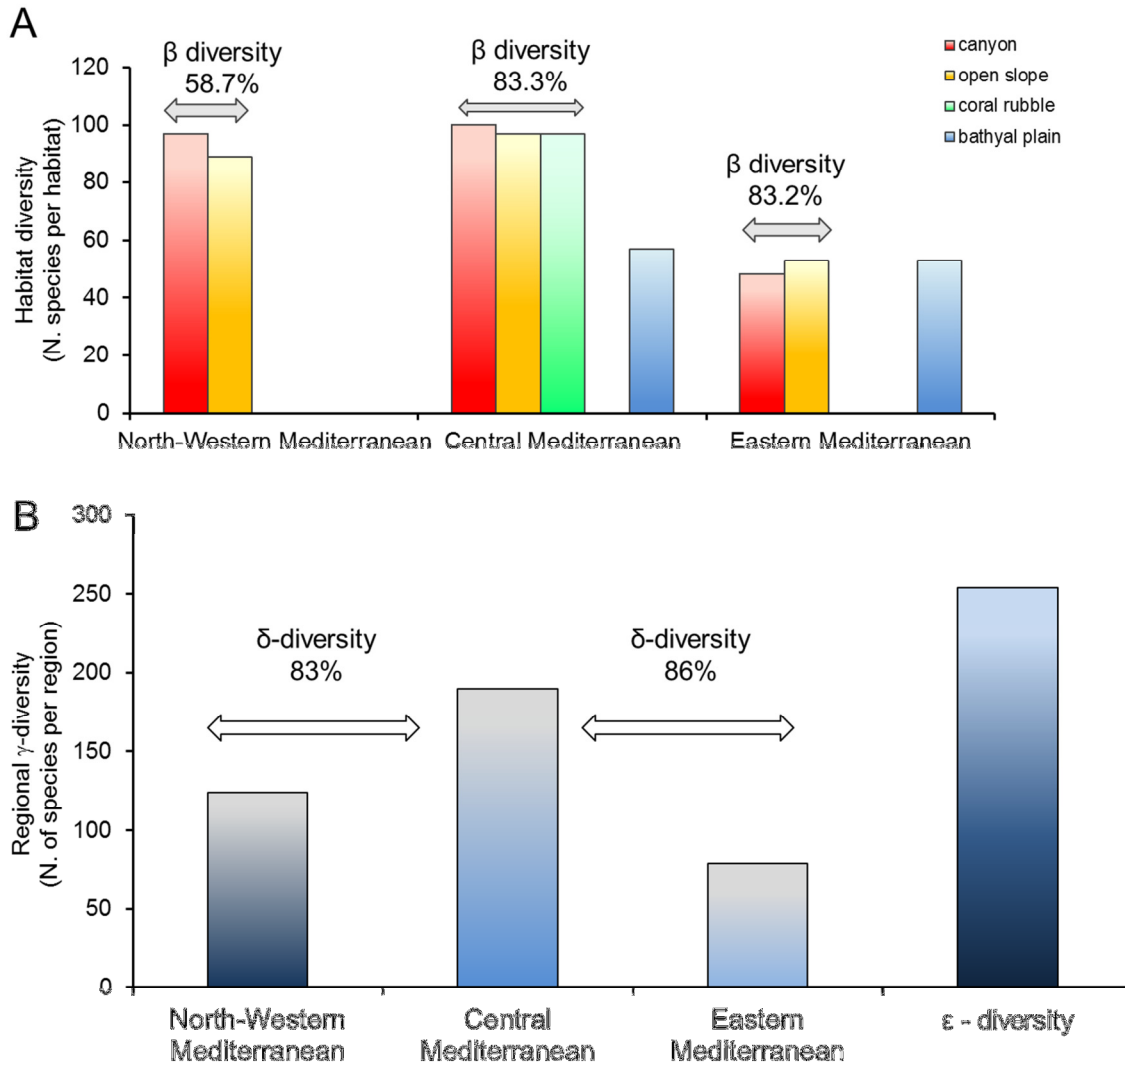 A
β diversity
58.7%
β diversity
83.3%
β diversity
83.2%
canyon
open slope
coral rubble
bathyal plain
Habitat diversity
(N. species per habitat)
120
100
80
60
40
20
0
North-Western Mediterranean
Central Mediterranean
Eastern Mediterranean
B
Regional γ-diversity
(N. of species per region)
300
250
200
150
100
50
0
δ-diversity
83%
δ-diversity
86%
North-Western
Mediterranean
Central
Mediterranean
Eastern
Mediterranean
ε - diversity